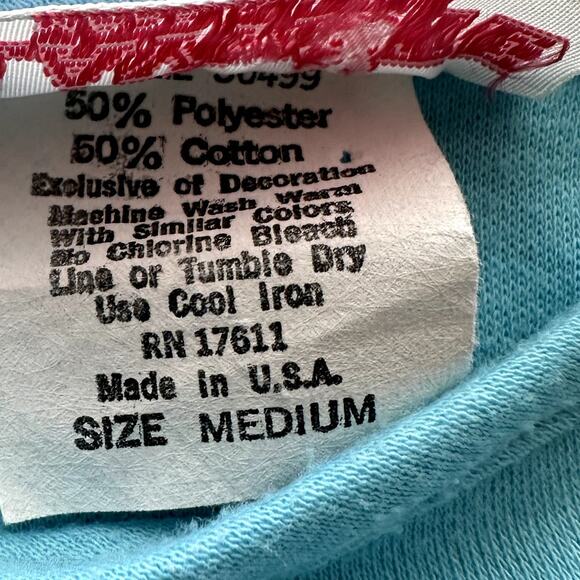 50% Polyester
50% Cotton
Exclusive of Decoration
Machine Wash Warm
With Similar Colors
No Chlorine Bleach
Line or Tumble Dry
Use Cool Iron
RN 17611
Made in U.S.A.
SIZE MEDIUM